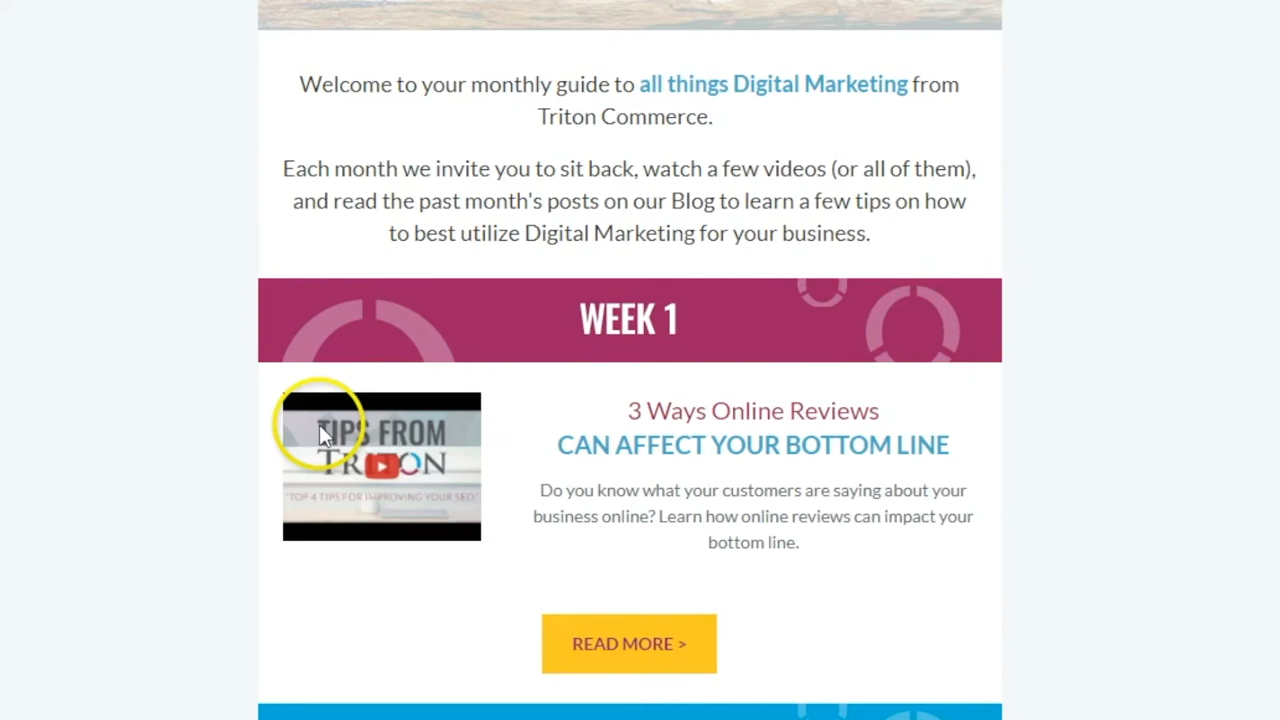 Welcome to your monthly guide to all things Digital Marketing from
Triton Commerce.
Each month we invite you to sit back, watch a few videos (or all of them),
and read the past month's posts on our Blog to learn a few tips on how
to best utilize Digital Marketing for your business.
WEEK 1
TIPS FROM
TRITON
"TOP 4 TIPS FOR IMPROVING YOUR SEO."
3 Ways Online Reviews
CAN AFFECT YOUR BOTTOM LINE
Do you know what your customers are saying about your
business online? Learn how online reviews can impact your
bottom line.
READ MORE >